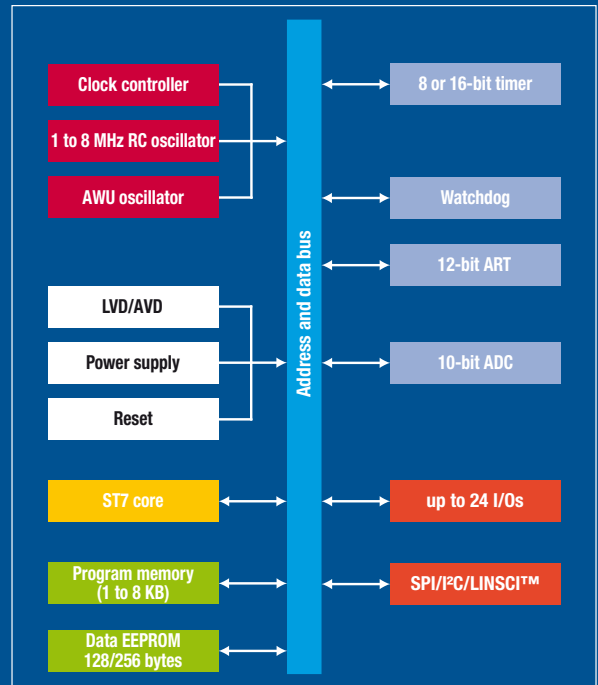 Clock controller
1 to 8 MHz RC oscillator
AWU oscillator
LVD/AVD
Power supply
Reset
ST7 core
Program memory
(1 to 8 KB)
Data EEPROM
128/256 bytes
Address and data bus
8 or 16-bit timer
Watchdog
12-bit ART
10-bit ADC
up to 24 I/Os
SPI/I²C/LINSCI™